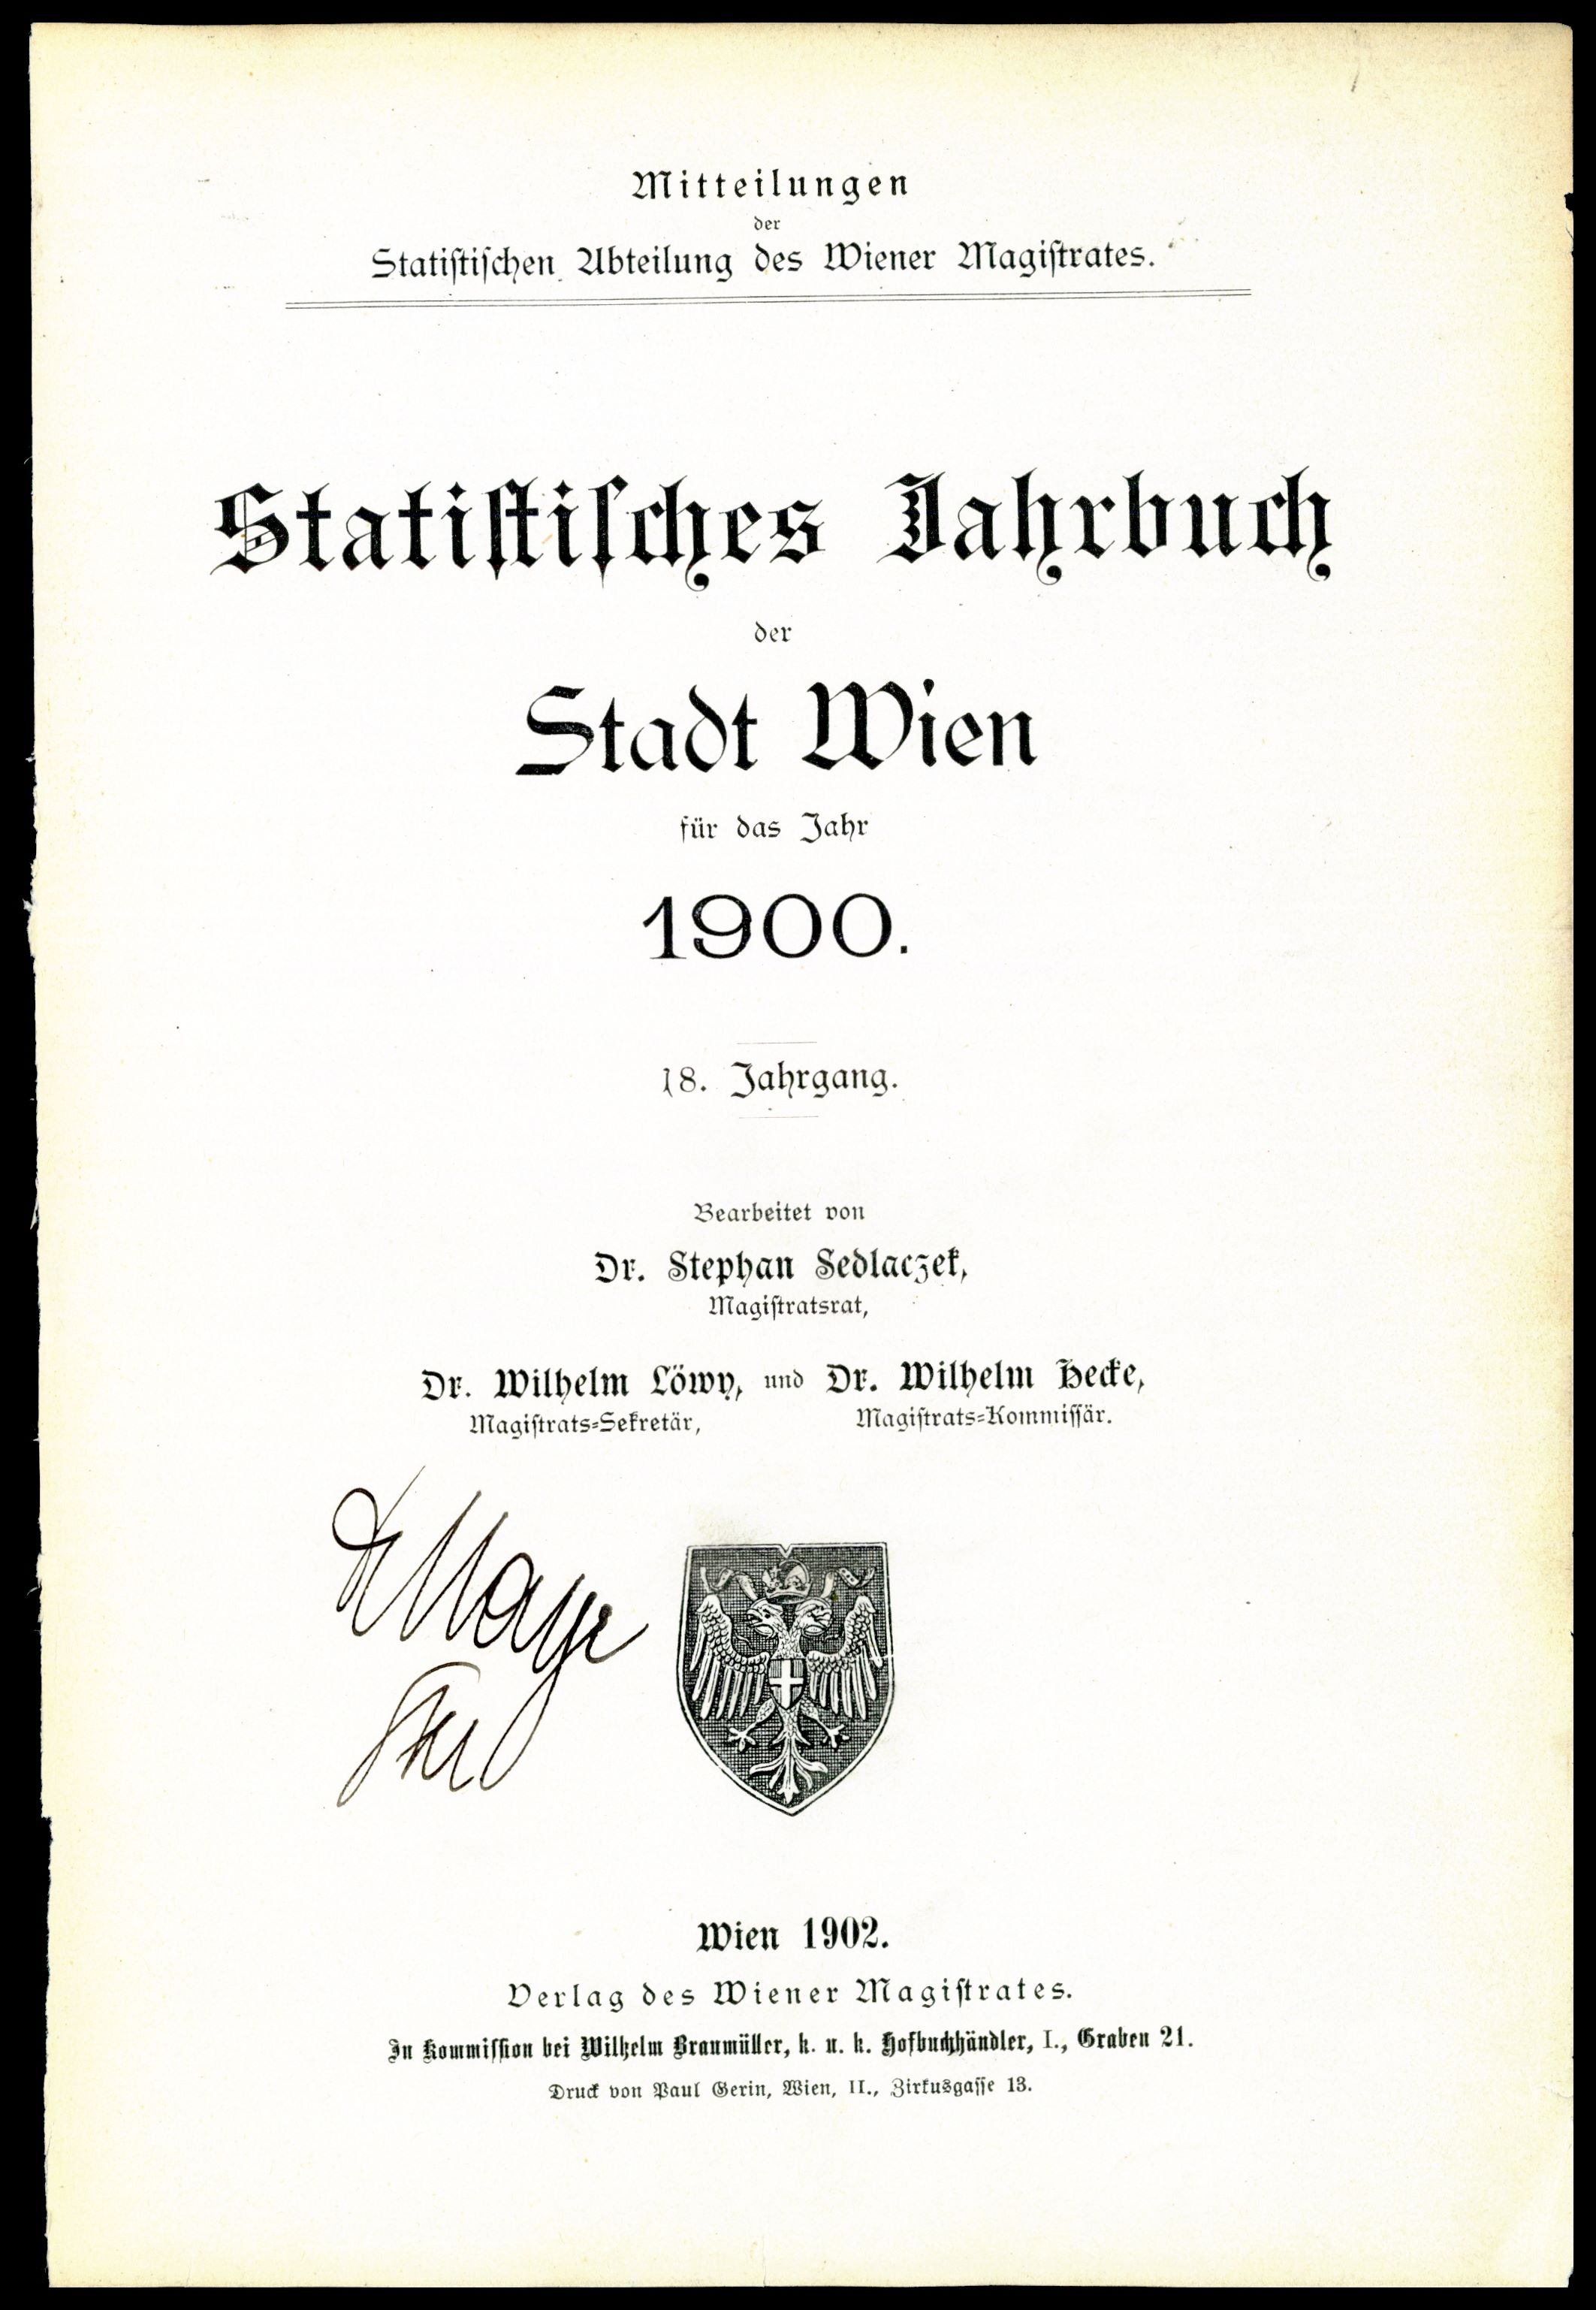 Mitteilungen
der
Statistischen Abteilung des Wiener Magistrates.
Statistisches Jahrbuch
der
Stadt Wien
für das Jahr
1900.
18. Jahrgang.
Bearbeitet von
Dr. Stephan Sedlaczek,
Magistratsrat,
Dr. Wilhelm Löwy, und Dr. Wilhelm Hecke,
Magistrats-Sekretär, Magistrats-Kommissär.
Wien 1902.
Verlag des Wiener Magistrates.
In Kommission bei Wilhelm Braumüller, k. u. k. Hofbuchhändler, I., Graben 21.
Druck von Paul Gerin, Wien, II., Zirkusgasse 13.